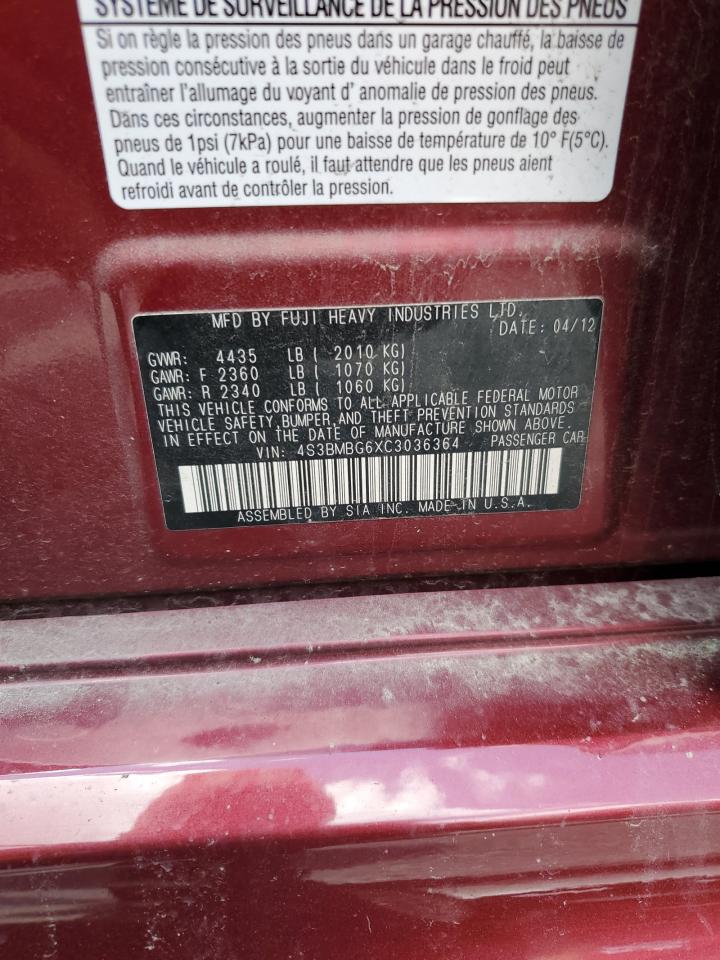 SYSTÈME DE SURVEILLANCE DE LA PRESSION DES PNEUS
Si on règle la pression des pneus dans un garage chauffé, la baisse de
pression consécutive à la sortie du véhicule dans le froid peut
entraîner l'allumage du voyant d' anomalie de pression des pneus.
Dans ces circonstances, augmenter la pression de gonflage des
pneus de 1psi (7kPa) pour une baisse de température de 10° F(5°C).
Quand le véhicule a roulé, il faut attendre que les pneus aient
refroidi avant de contrôler la pression.
MFD BY FUJI HEAVY INDUSTRIES LTD.
DATE: 04/12
GVWR: 4435 LB ( 2010 KG)
GAWR: F 2360 LB ( 1070 KG)
GAWR: R 2340 LB ( 1060 KG)
THIS VEHICLE CONFORMS TO ALL APPLICABLE FEDERAL MOTOR
VEHICLE SAFETY, BUMPER, AND THEFT PREVENTION STANDARDS
IN EFFECT ON THE DATE OF MANUFACTURE SHOWN ABOVE.
VIN: 4S3BMBG6XC3036364 PASSENGER CAR
ASSEMBLED BY SIA INC. MADE IN U.S.A.